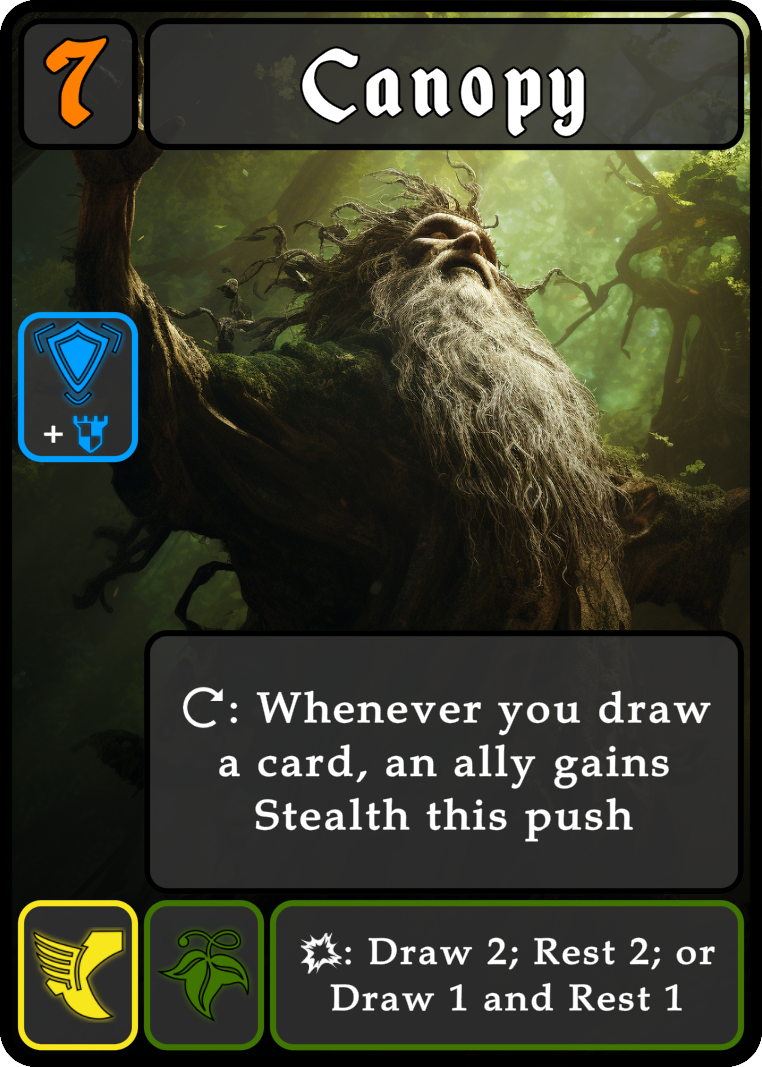 7
Canopy
+
: Whenever you draw
a card, an ally gains
Stealth this push
: Draw 2; Rest 2; or
Draw 1 and Rest 1